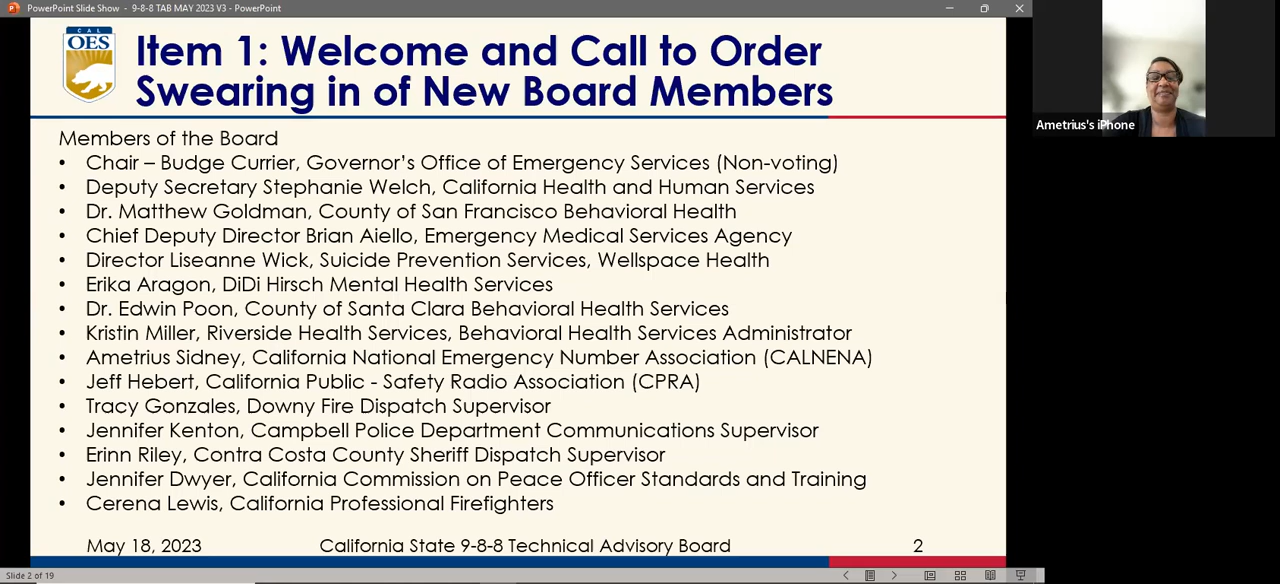 PowerPoint Slide Show - 9-8-8 TAB MAY 2023 V3 - PowerPoint
CAL
OES
Item 1: Welcome and Call to Order
Swearing in of New Board Members
Members of the Board
• Chair – Budge Currier, Governor's Office of Emergency Services (Non-voting)
• Deputy Secretary Stephanie Welch, California Health and Human Services
• Dr. Matthew Goldman, County of San Francisco Behavioral Health
• Chief Deputy Director Brian Aiello, Emergency Medical Services Agency
• Director Liseanne Wick, Suicide Prevention Services, Wellspace Health
• Erika Aragon, DiDi Hirsch Mental Health Services
• Dr. Edwin Poon, County of Santa Clara Behavioral Health Services
• Kristin Miller, Riverside Health Services, Behavioral Health Services Administrator
• Ametrius Sidney, California National Emergency Number Association (CALNENA)
• Jeff Hebert, California Public - Safety Radio Association (CPRA)
• Tracy Gonzales, Downy Fire Dispatch Supervisor
• Jennifer Kenton, Campbell Police Department Communications Supervisor
• Erinn Riley, Contra Costa County Sheriff Dispatch Supervisor
• Jennifer Dwyer, California Commission on Peace Officer Standards and Training
• Cerena Lewis, California Professional Firefighters
May 18, 2023 California State 9-8-8 Technical Advisory Board 2
Slide 2 of 19
Ametrius's iPhone